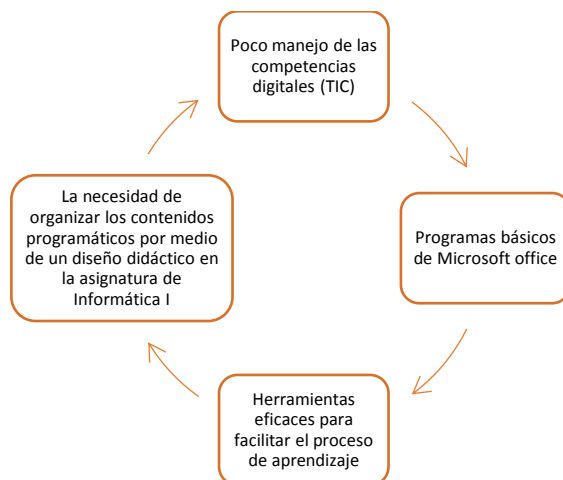 Poco manejo de las
competencias
digitales (TIC)
Programas básicos
de Microsoft office
Herramientas
eficaces para
facilitar el proceso
de aprendizaje
La necesidad de
organizar los contenidos
programáticos por medio
de un diseño didáctico en
la asignatura de
Informática I